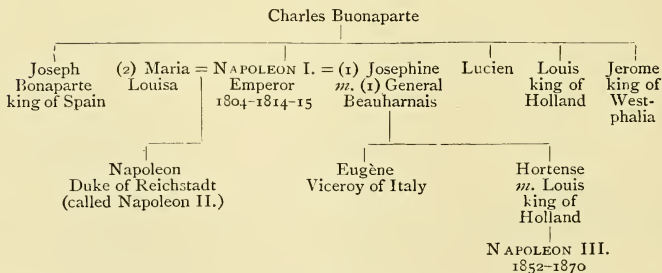 Charles Buonaparte
Joseph (2) Maria = NAPOLEON I. = (1) Josephine Lucien Louis Jerome
Bonaparte Louisa Emperor m. (1) General king of king of
king of Spain 1804-1814-15 Beauharnais Holland West-
phalia
Napoleon Eugène Hortense
Duke of Reichstadt Viceroy of Italy m. Louis
(called Napoleon II.) king of
Holland
NAPOLEON III.
1852-1870